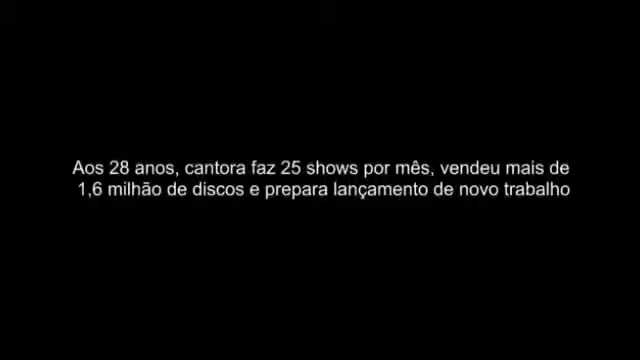 Aos 28 anos, cantora faz 25 shows por mês, vendeu mais de
1,6 milhão de discos e prepara lançamento de novo trabalho